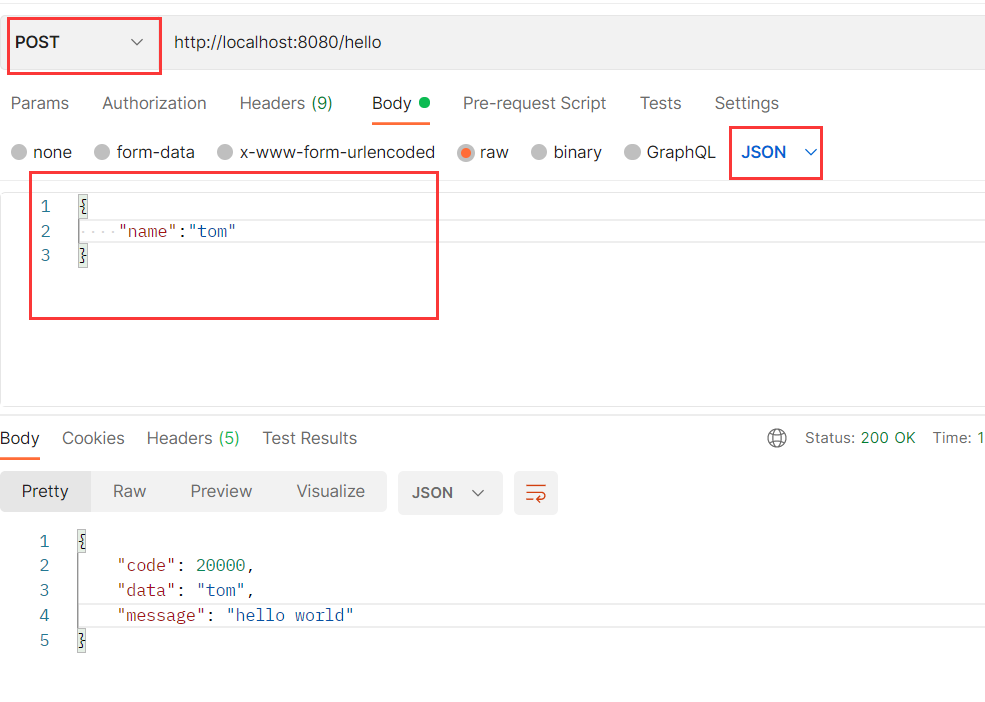 POST http://localhost:8080/hello
Params Authorization Headers (9) Body Pre-request Script Tests Settings
none form-data x-www-form-urlencoded raw binary GraphQL JSON
1 {
2 ····"name":"tom"
3 }
Body Cookies Headers (5) Test Results Status: 200 OK Time: 1
Pretty Raw Preview Visualize JSON
1 {
2 "code": 20000,
3 "data": "tom",
4 "message": "hello world"
5 }